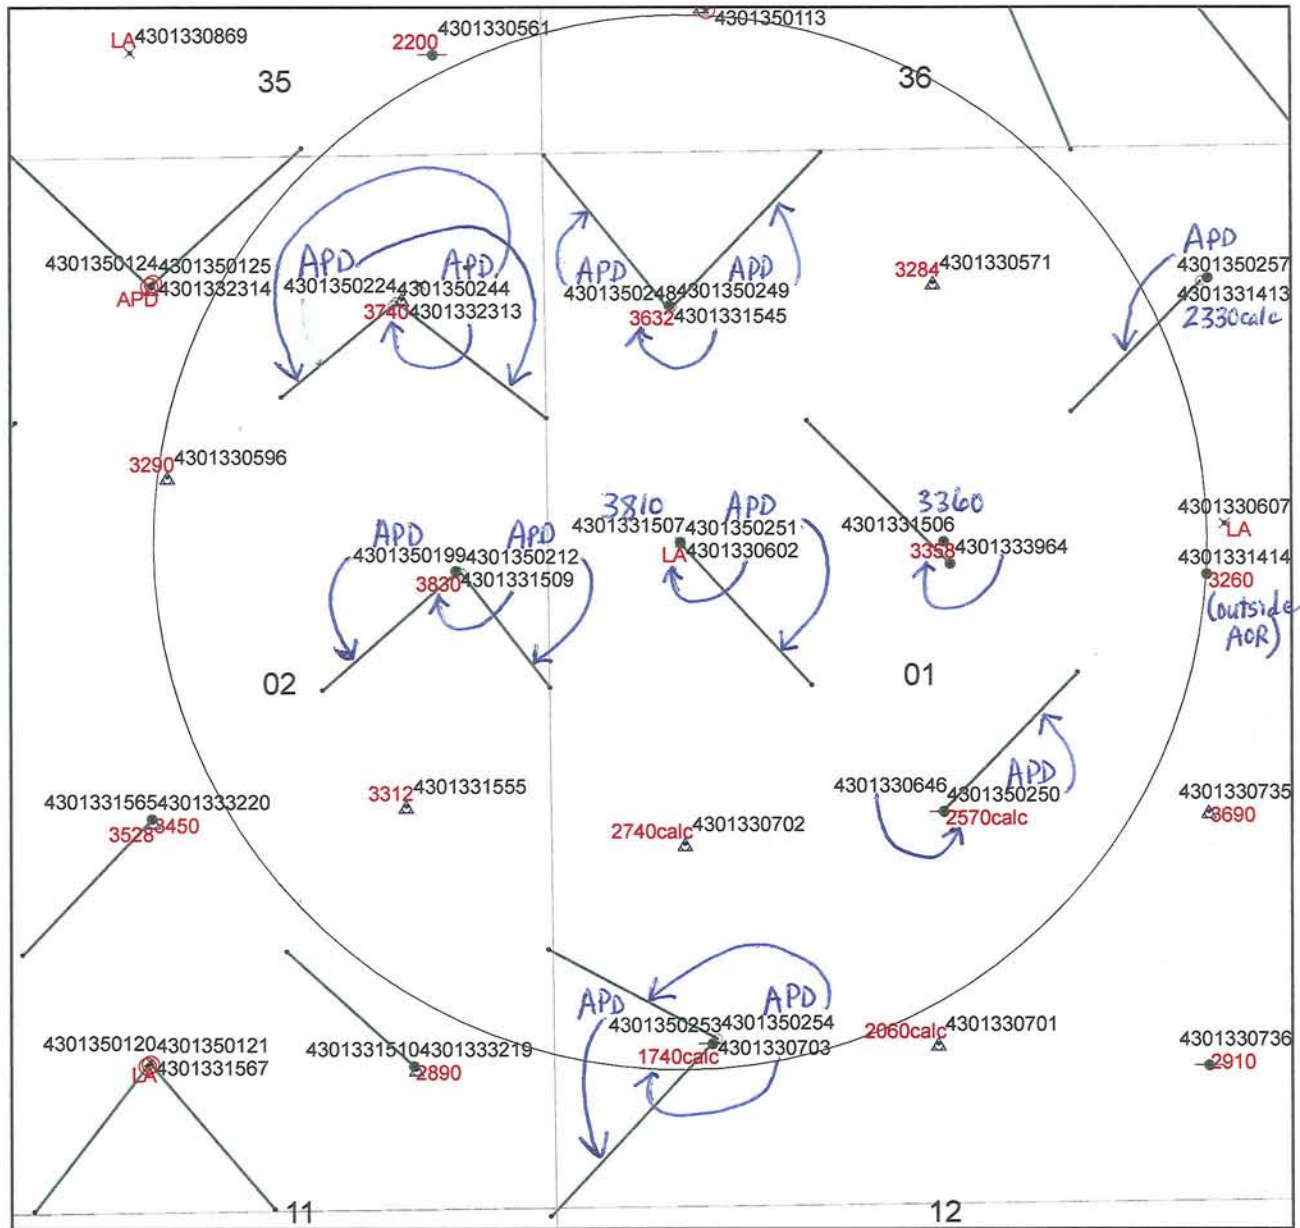 LA 4301330869
2200 4301330561
4301350113
35
36
4301350124 4301350125
APD 4301332314
APD APD
4301350224 4301350244
3740 4301332313
APD APD
4301350248 4301350249
3632 4301331545
3284 4301330571
APD
4301350257
4301331413
2330calc
3290 4301330596
APD APD
4301350199 4301350212
3830 4301331509
3810 APD
4301331507 4301350251
LA 4301330602
3360
4301331506
3358 4301333964
4301330607
LA
4301331414
3260
(outside
AOR)
02
01
4301331565 4301333220
3528 3450
3312 4301331555
2740calc 4301330702
APD
4301330646 4301350250
2570calc
4301330735
3690
APD APD
4301350253 4301350254
1740calc 4301330703
2060calc 4301330701
4301330736
2910
4301350120 4301350121
LA 4301331567
4301331510 4301333219
2890
11
12